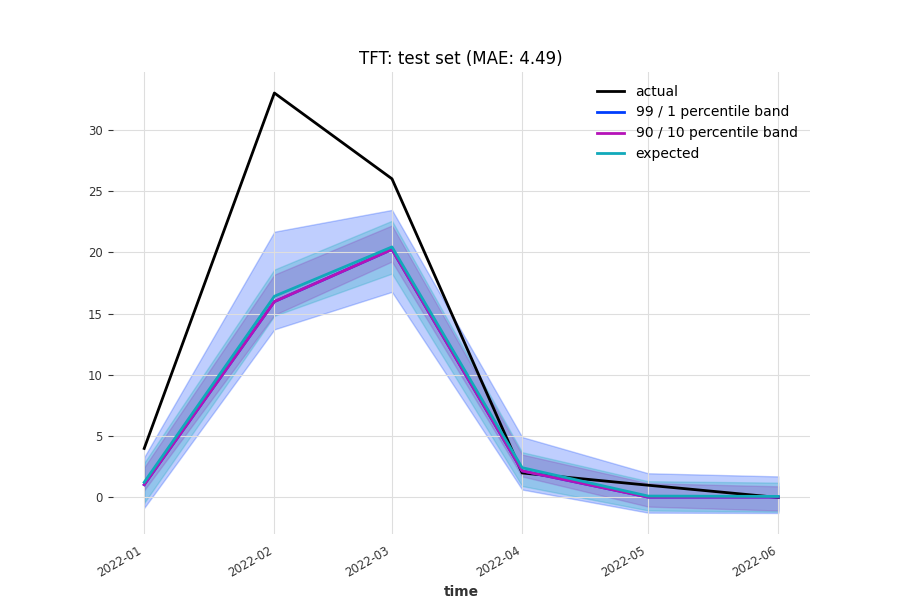 TFT: test set (MAE: 4.49)
actual
99 / 1 percentile band
90 / 10 percentile band
expected
30
25
20
15
10
5
0
2022-01
2022-02
2022-03
2022-04
2022-05
2022-06
time